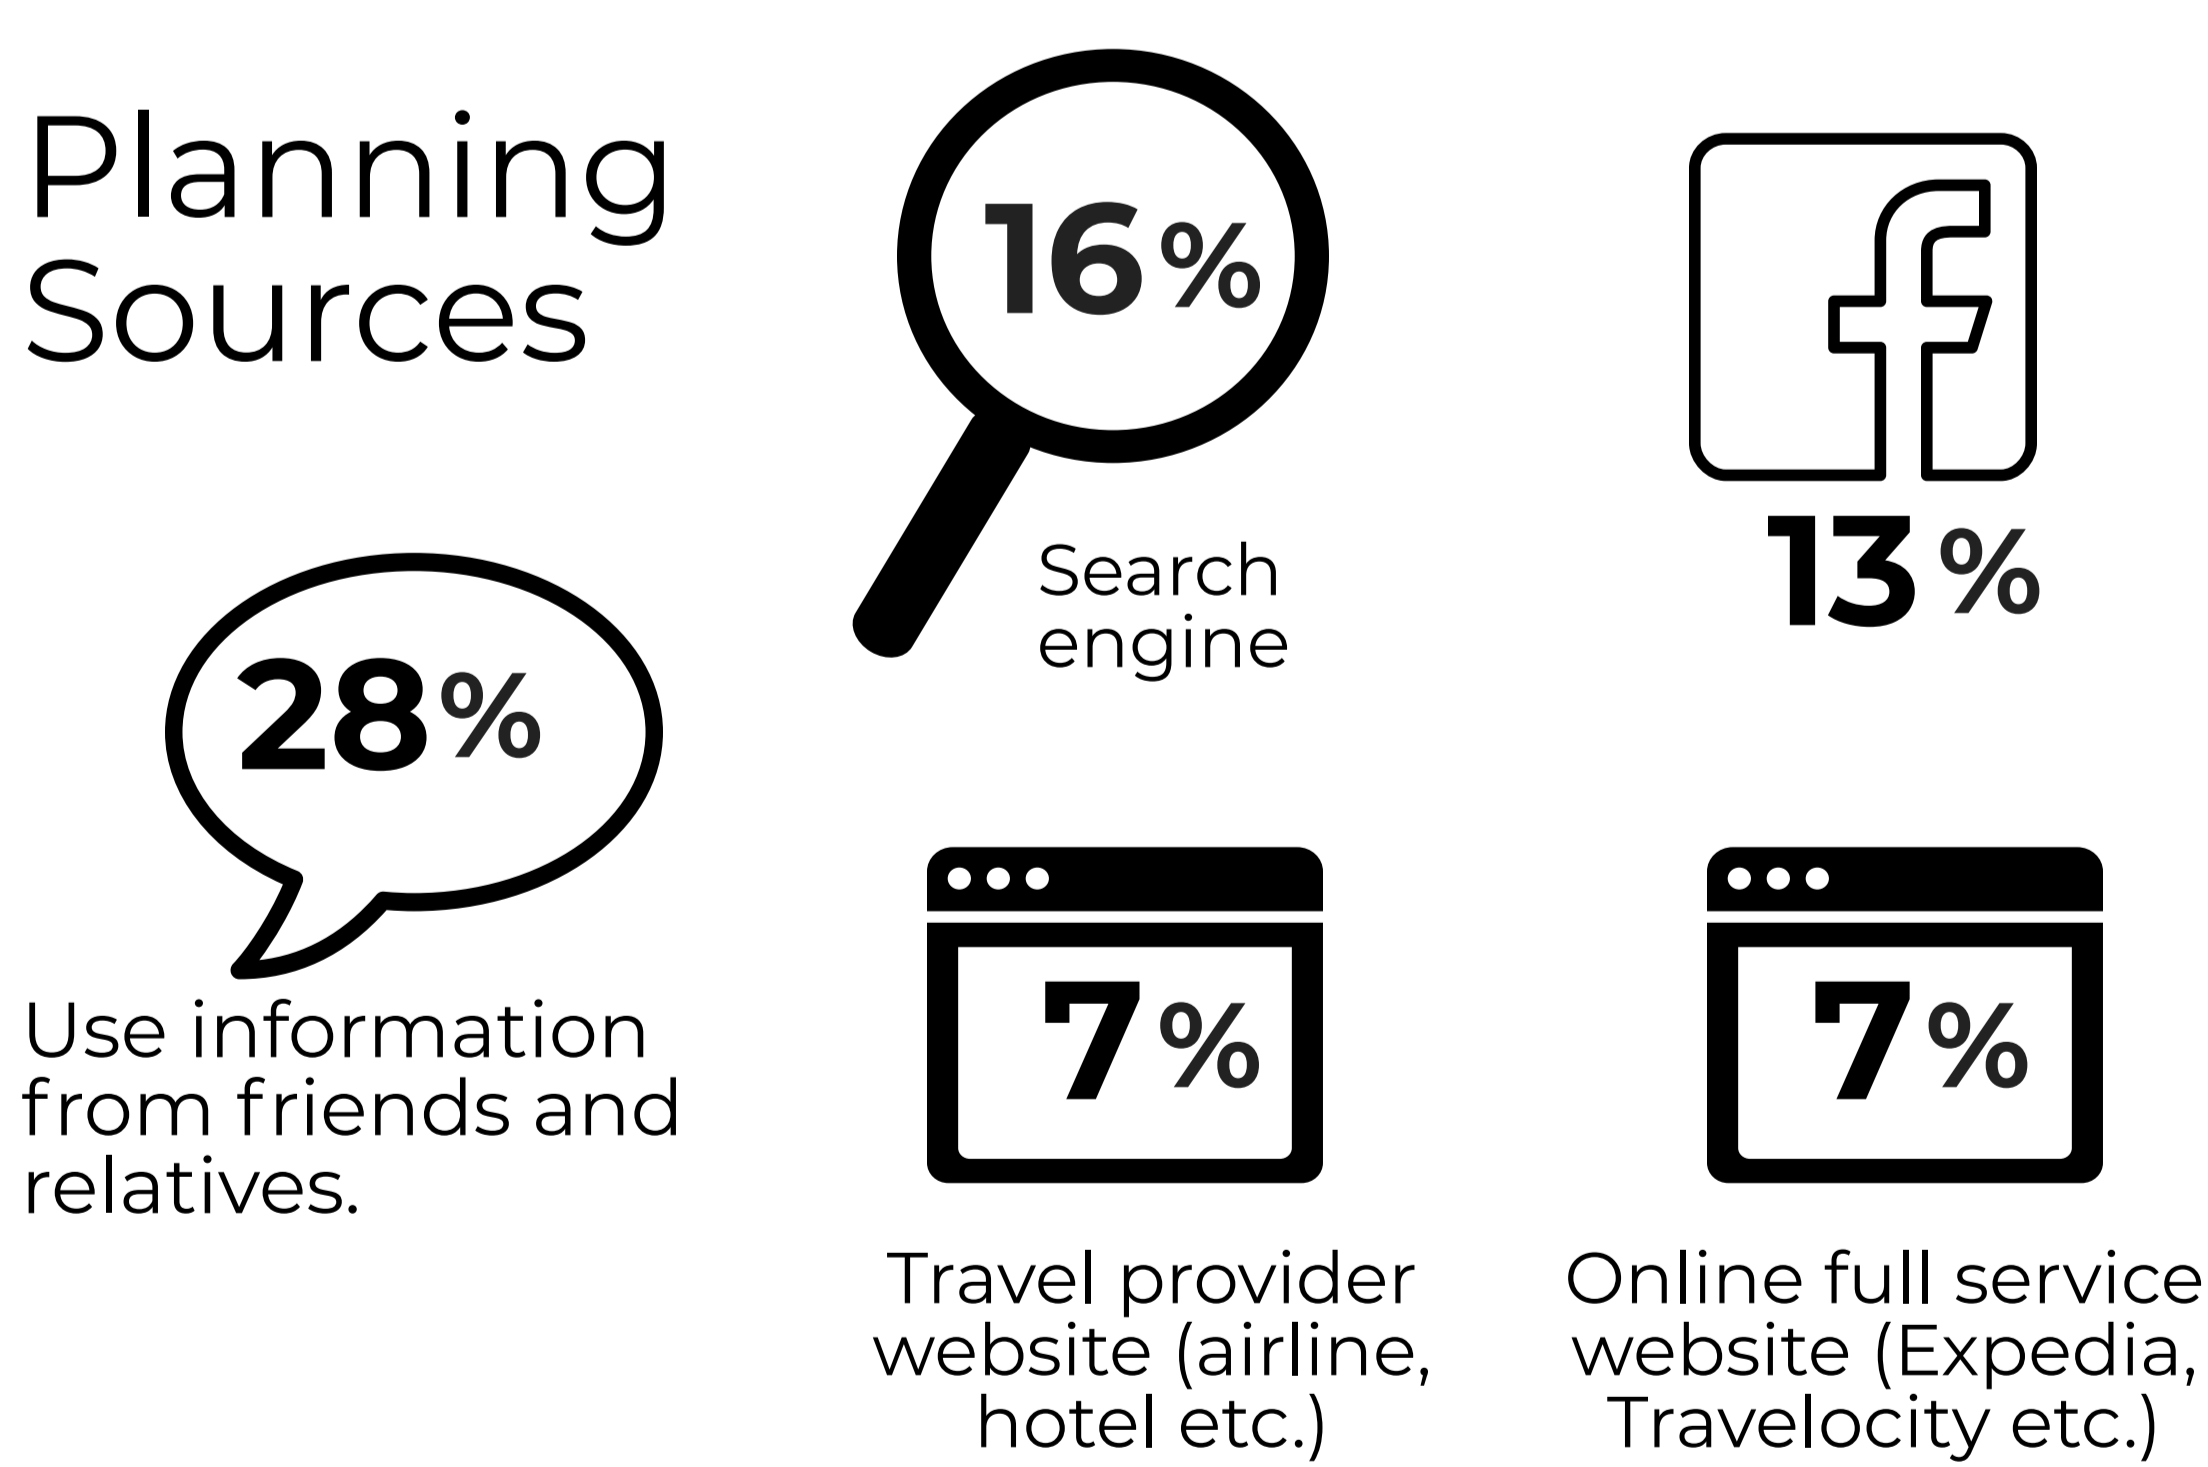 Planning
Sources
16%
Search
engine
13%
28%
Use information
from friends and
relatives.
7%
Travel provider
website (airline,
hotel etc.)
7%
Online full service
website (Expedia,
Travelocity etc.)